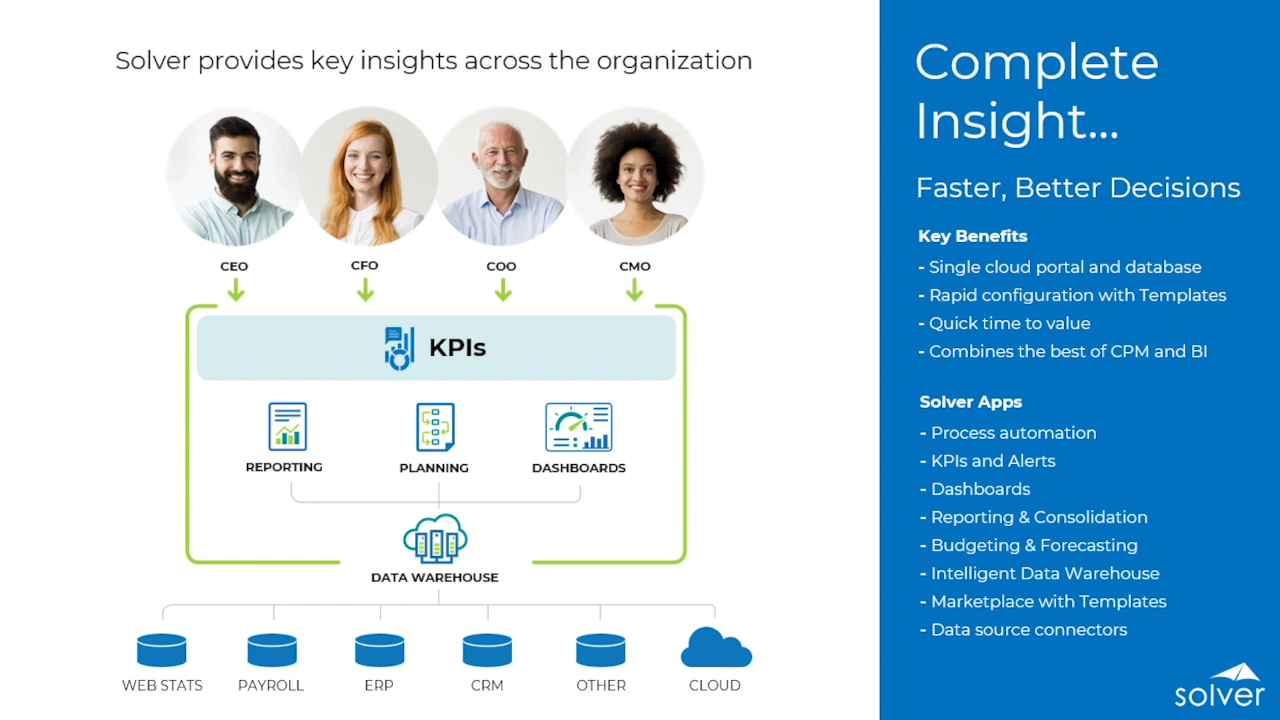 Solver provides key insights across the organization
CEO
CFO
COO
CMO
KPIs
REPORTING
PLANNING
DASHBOARDS
DATA WAREHOUSE
WEB STATS
PAYROLL
ERP
CRM
OTHER
CLOUD
Complete
Insight...
Faster, Better Decisions
Key Benefits
- Single cloud portal and database
- Rapid configuration with Templates
- Quick time to value
- Combines the best of CPM and BI
Solver Apps
- Process automation
- KPIs and Alerts
- Dashboards
- Reporting & Consolidation
- Budgeting & Forecasting
- Intelligent Data Warehouse
- Marketplace with Templates
- Data source connectors
solver